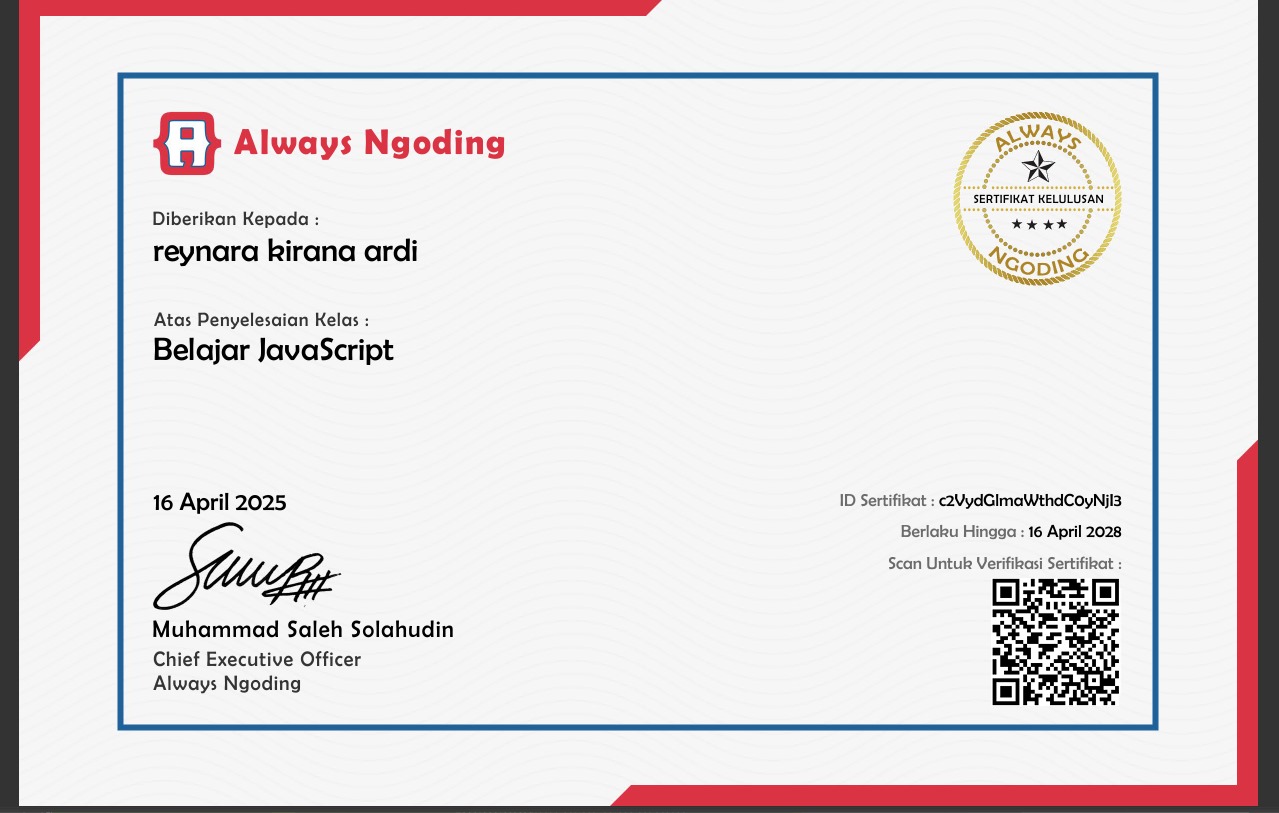 Always Ngoding
ALWAYS
SERTIFIKAT KELULUSAN
NGODING
Diberikan Kepada :
reynara kirana ardi
Atas Penyelesaian Kelas :
Belajar JavaScript
16 April 2025
Muhammad Saleh Solahudin
Chief Executive Officer
Always Ngoding
ID Sertifikat : c2VydGlmaWthdC0yNjI3
Berlaku Hingga : 16 April 2028
Scan Untuk Verifikasi Sertifikat :